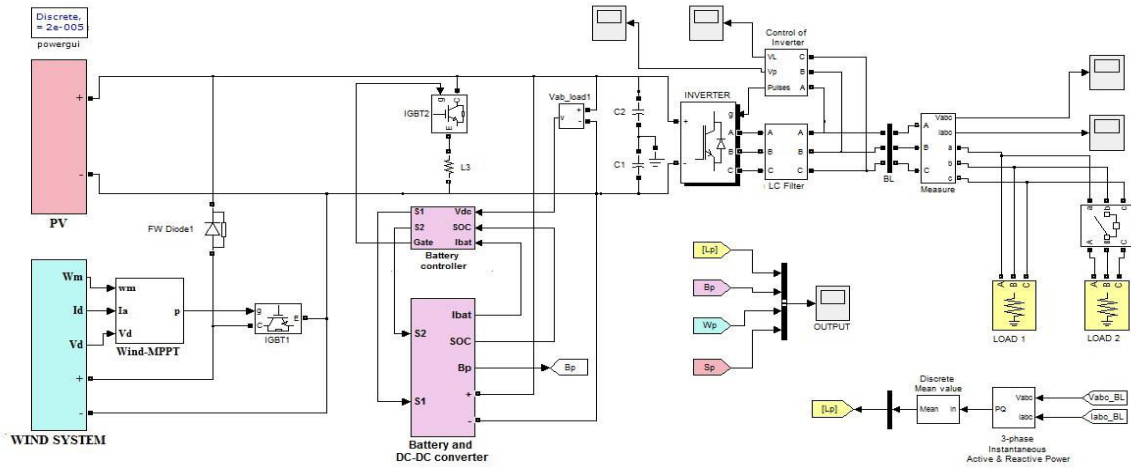 Discrete,
= 2e-005
powergui
+
-
PV
FW Diode1
Wm
Id
Vd
+
-
WIND SYSTEM
wm
Ia
Vd
p
Wind-MPPT
g
C
E
IGBT1
g
C
E
IGBT2
L3
Vab_load1
+
-
v
S1
S2
Gate
Vdc
SOC
Ibat
Battery
controller
S2
S1
Ibat
SOC
Bp
+
-
Battery and
DC-DC converter
Bp
C2
C1
INVERTER
+
-
g
A
B
C
Control of
Inverter
VL
Vp
Pulses
C
B
A
A
B
C
A
B
C
LC Filter
BL
A
B
C
Vabc
Iabc
a
b
c
Measure
a
b
c
A
B
C
A
B
C
LOAD 1
A
B
C
LOAD 2
[Lp]
Bp
Wp
Sp
OUTPUT
[Lp]
Discrete
Mean value
Mean
In
PQ
Vabc
Iabc
3-phase
Instantaneous
Active & Reactive Power
Vabc_BL
Iabc_BL